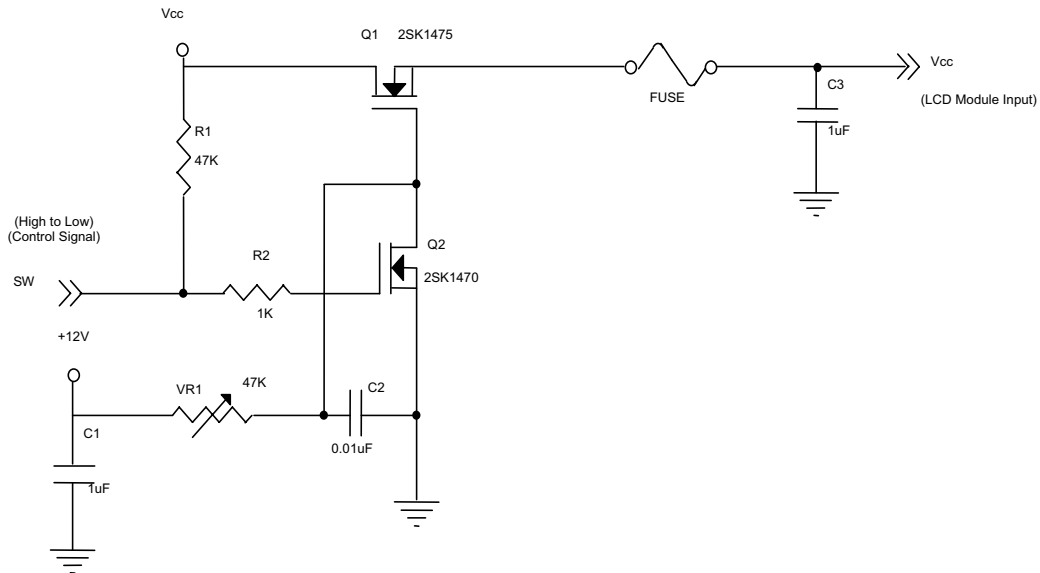 Vcc
Q1 2SK1475
Vcc
FUSE
C3
(LCD Module Input)
1uF
R1
47K
(High to Low)
(Control Signal)
Q2
R2
SW
2SK1470
1K
+12V
VR1
47K
C2
C1
0.01uF
1uF